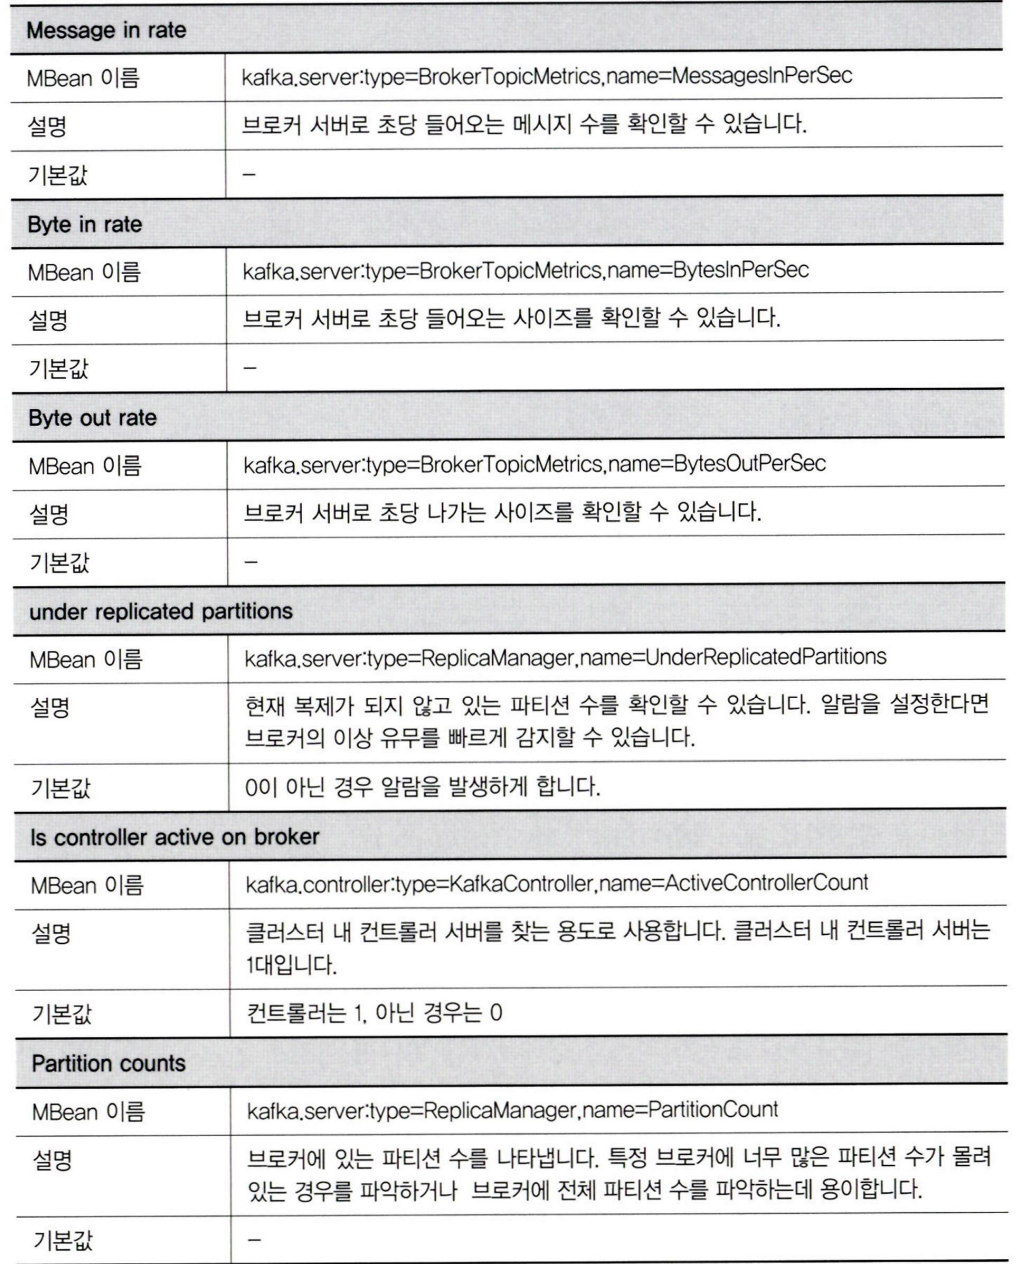 Message in rate
MBean 이름 kafka.server:type=BrokerTopicMetrics,name=MessagesInPerSec
설명 브로커 서버로 초당 들어오는 메시지 수를 확인할 수 있습니다.
기본값 –
Byte in rate
MBean 이름 kafka.server:type=BrokerTopicMetrics,name=BytesInPerSec
설명 브로커 서버로 초당 들어오는 사이즈를 확인할 수 있습니다.
기본값 –
Byte out rate
MBean 이름 kafka.server:type=BrokerTopicMetrics,name=BytesOutPerSec
설명 브로커 서버로 초당 나가는 사이즈를 확인할 수 있습니다.
기본값 –
under replicated partitions
MBean 이름 kafka.server:type=ReplicaManager,name=UnderReplicatedPartitions
설명 현재 복제가 되지 않고 있는 파티션 수를 확인할 수 있습니다. 알람을 설정한다면
브로커의 이상 유무를 빠르게 감지할 수 있습니다.
기본값 0이 아닌 경우 알람을 발생하게 합니다.
Is controller active on broker
MBean 이름 kafka.controller:type=KafkaController,name=ActiveControllerCount
설명 클러스터 내 컨트롤러 서버를 찾는 용도로 사용합니다. 클러스터 내 컨트롤러 서버는
1대입니다.
기본값 컨트롤러는 1, 아닌 경우는 0
Partition counts
MBean 이름 kafka.server:type=ReplicaManager,name=PartitionCount
설명 브로커에 있는 파티션 수를 나타냅니다. 특정 브로커에 너무 많은 파티션 수가 몰려
있는 경우를 파악하거나 브로커에 전체 파티션 수를 파악하는데 용이합니다.
기본값 –